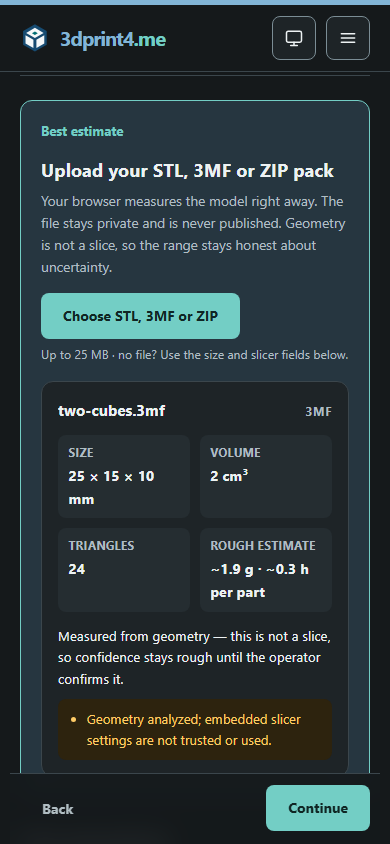 3dprint4.me
Best estimate
Upload your STL, 3MF or ZIP pack
Your browser measures the model right away. The
file stays private and is never published. Geometry
is not a slice, so the range stays honest about
uncertainty.
Choose STL, 3MF or ZIP
Up to 25 MB · no file? Use the size and slicer fields below.
two-cubes.3mf
3MF
SIZE
25 × 15 × 10
mm
VOLUME
2 cm³
TRIANGLES
24
ROUGH ESTIMATE
~1.9 g · ~0.3 h
per part
Measured from geometry — this is not a slice,
so confidence stays rough until the operator
confirms it.
• Geometry analyzed; embedded slicer
settings are not trusted or used.
Back
Continue